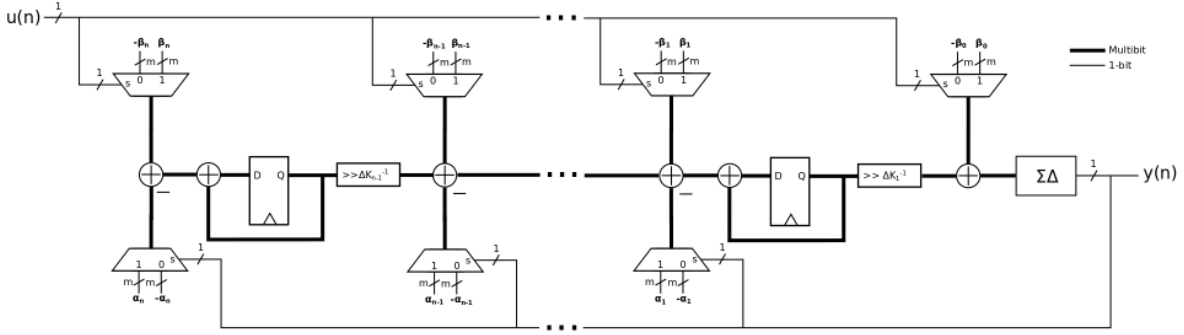 u(n) 1
-βₙ βₙ -βₙ₋₁ βₙ₋₁ -β₁ β₁ -β₀ β₀
m m m m m m m m
1 s 0 1 1 s 0 1 1 s 0 1 1 s 0 1
Multibit
1-bit
D Q >>ΔKₙ₋₁⁻¹ D Q >> ΔK₁⁻¹ ΣΔ 1 y(n)
1 0 s 1 1 0 s 1 1 0 s 1
m m m m m m
αₙ -αₙ αₙ₋₁ -αₙ₋₁ α₁ -α₁